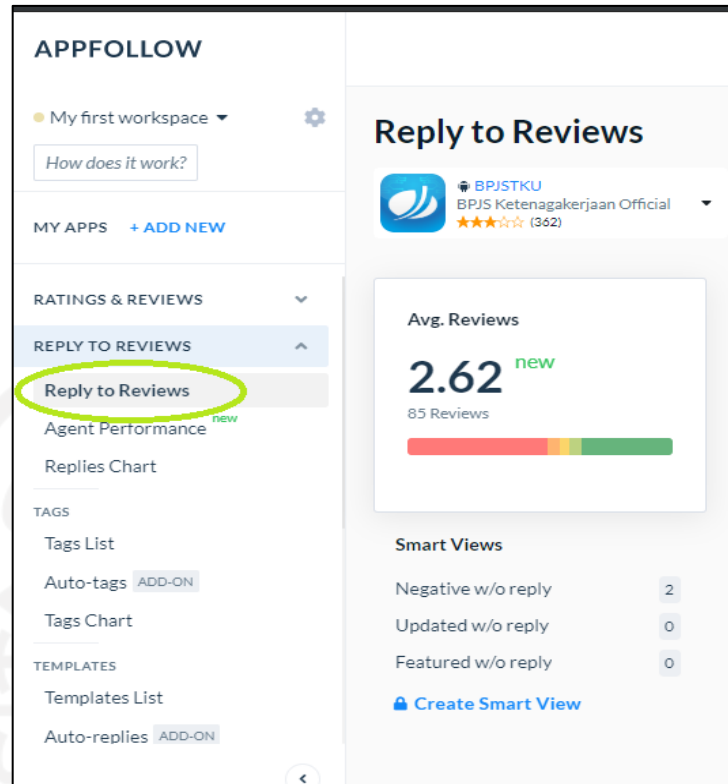 APPFOLLOW
My first workspace
How does it work?
MY APPS + ADD NEW
RATINGS & REVIEWS
REPLY TO REVIEWS
Reply to Reviews
Agent Performance new
Replies Chart
TAGS
Tags List
Auto-tags ADD-ON
Tags Chart
TEMPLATES
Templates List
Auto-replies ADD-ON
Reply to Reviews
BPJSTKU
BPJS Ketenagakerjaan Official
(362)
Avg. Reviews
2.62 new
85 Reviews
Smart Views
Negative w/o reply 2
Updated w/o reply 0
Featured w/o reply 0
Create Smart View